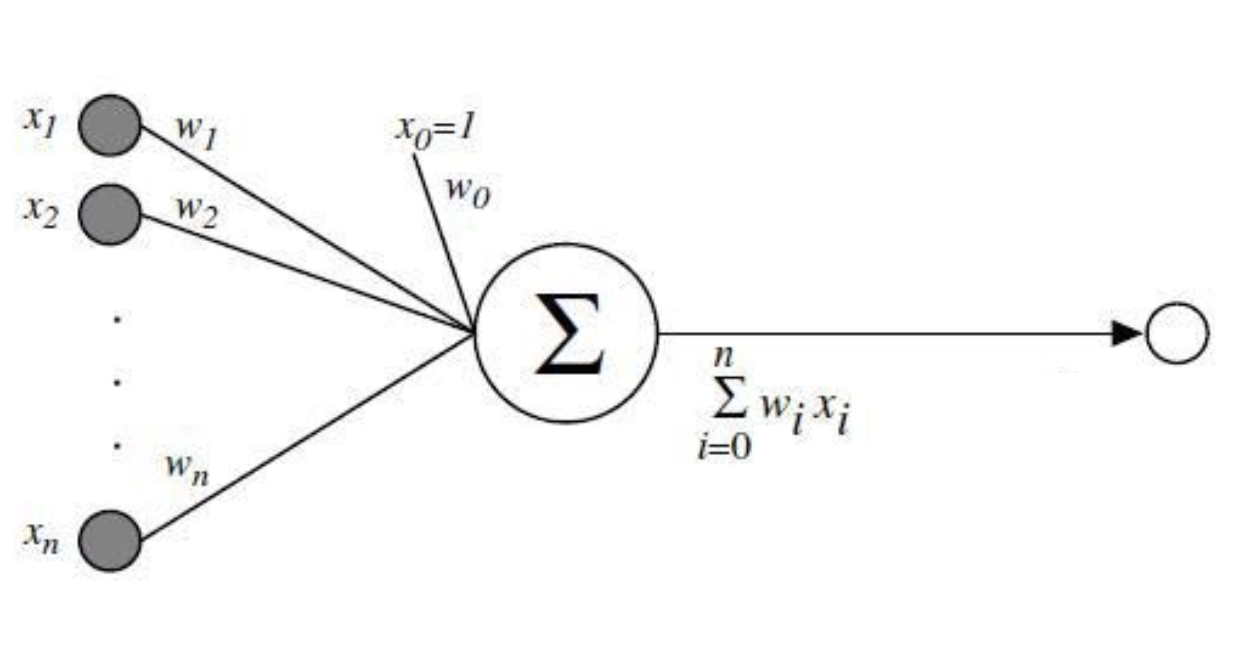 x₁
w₁
x₀=1
w₀
x₂
w₂
.
.
.
Σ
n
Σ wᵢ xᵢ
i=0
wₙ
xₙ